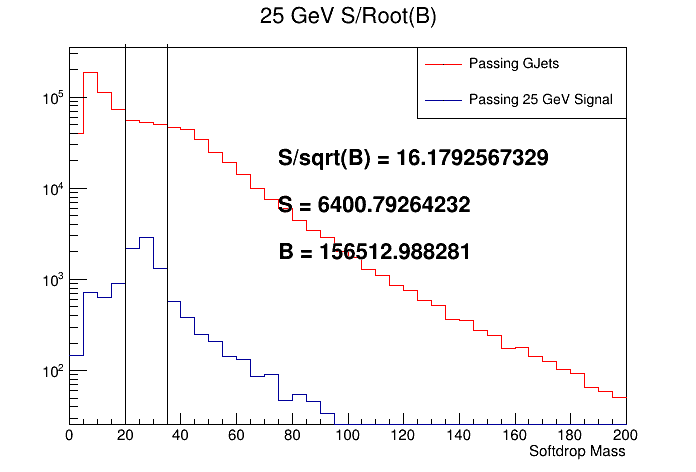 25 GeV S/Root(B)
Passing GJets
Passing 25 GeV Signal
S/sqrt(B) = 16.1792567329
S = 6400.79264232
B = 156512.988281
10^5
10^4
10^3
10^2
0 20 40 60 80 100 120 140 160 180 200
Softdrop Mass